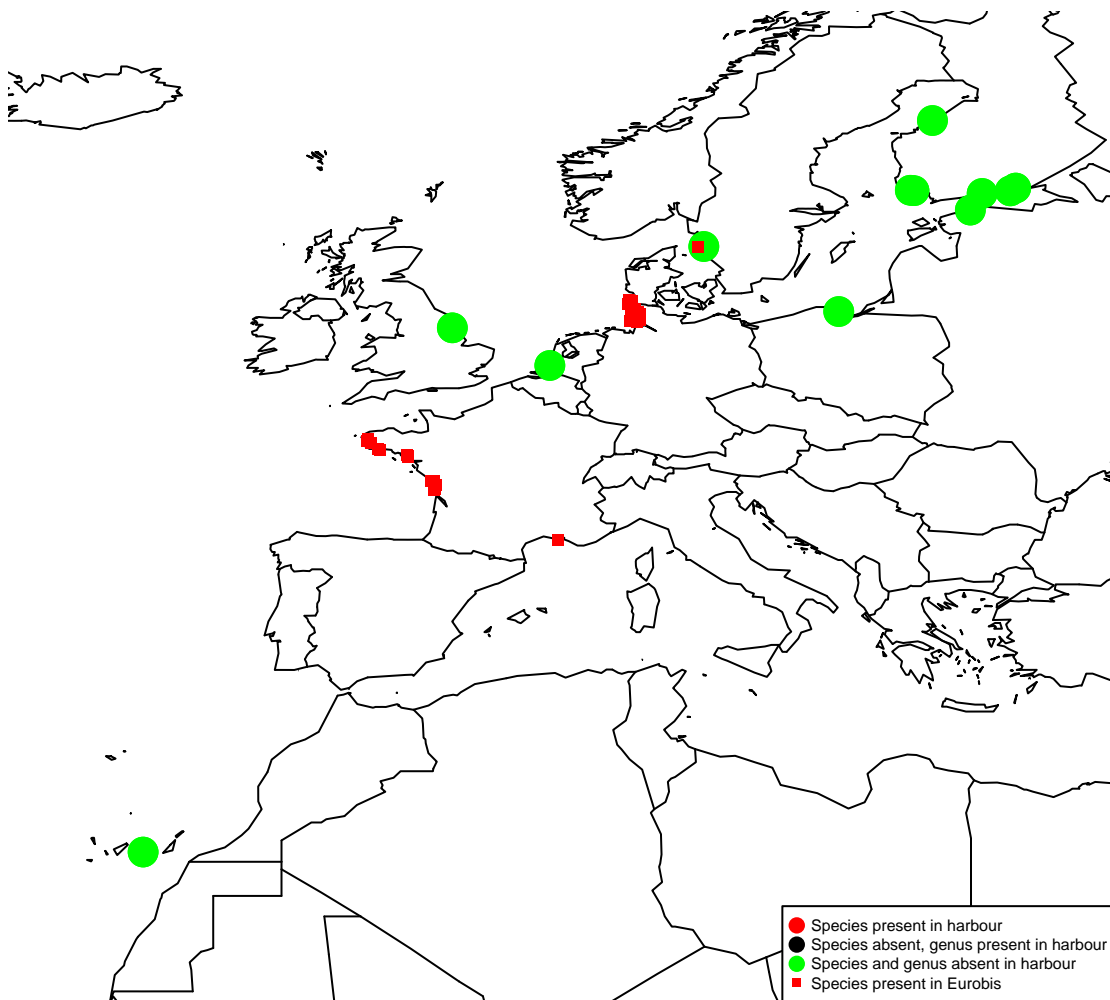 Species present in harbour
Species absent, genus present in harbour
Species and genus absent in harbour
Species present in Eurobis